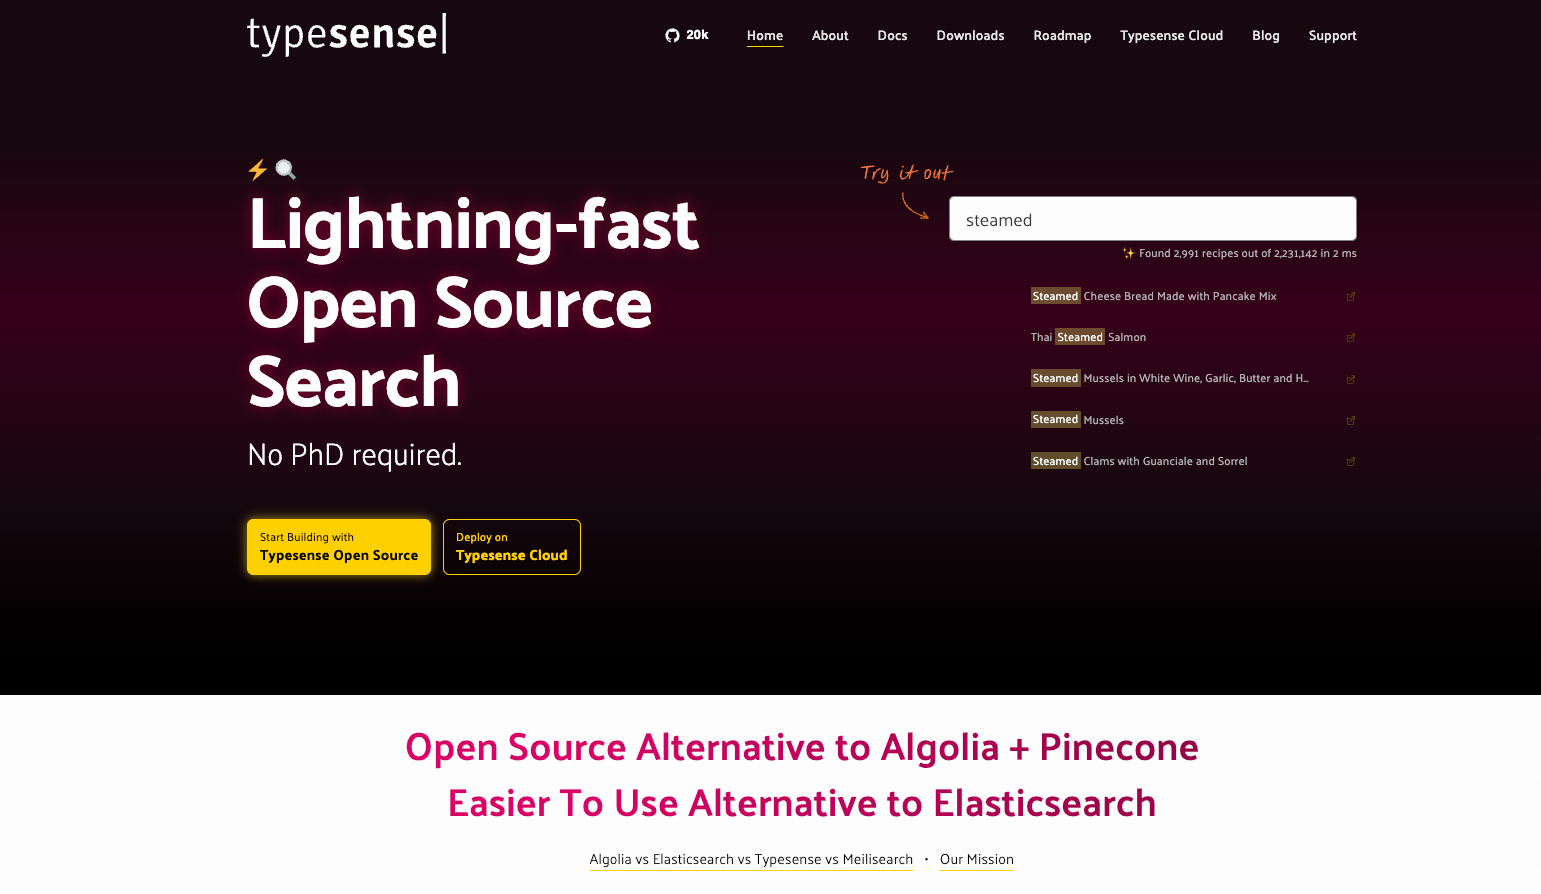 typesense|
20k
Home
About
Docs
Downloads
Roadmap
Typesense Cloud
Blog
Support
Lightning-fast
Open Source
Search
No PhD required.
Start Building with
Typesense Open Source
Deploy on
Typesense Cloud
Try it out
steamed
✨ Found 2,991 recipes out of 2,231,142 in 2 ms
Steamed Cheese Bread Made with Pancake Mix
Thai Steamed Salmon
Steamed Mussels in White Wine, Garlic, Butter and H...
Steamed Mussels
Steamed Clams with Guanciale and Sorrel
Open Source Alternative to Algolia + Pinecone
Easier To Use Alternative to Elasticsearch
Algolia vs Elasticsearch vs Typesense vs Meilisearch • Our Mission